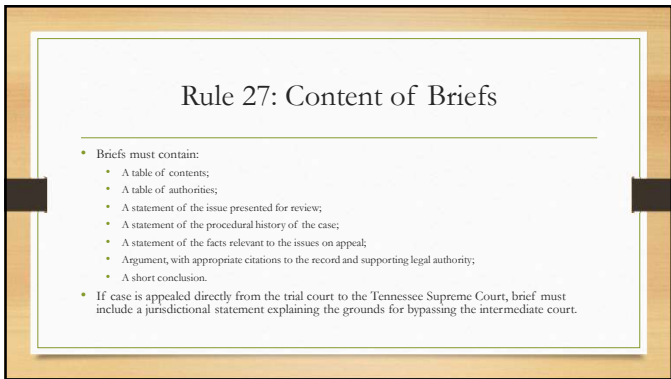 Rule 27: Content of Briefs
• Briefs must contain:
• A table of contents;
• A table of authorities;
• A statement of the issue presented for review;
• A statement of the procedural history of the case;
• A statement of the facts relevant to the issues on appeal;
• Argument, with appropriate citations to the record and supporting legal authority;
• A short conclusion.
• If case is appealed directly from the trial court to the Tennessee Supreme Court, brief must
include a jurisdictional statement explaining the grounds for bypassing the intermediate court.